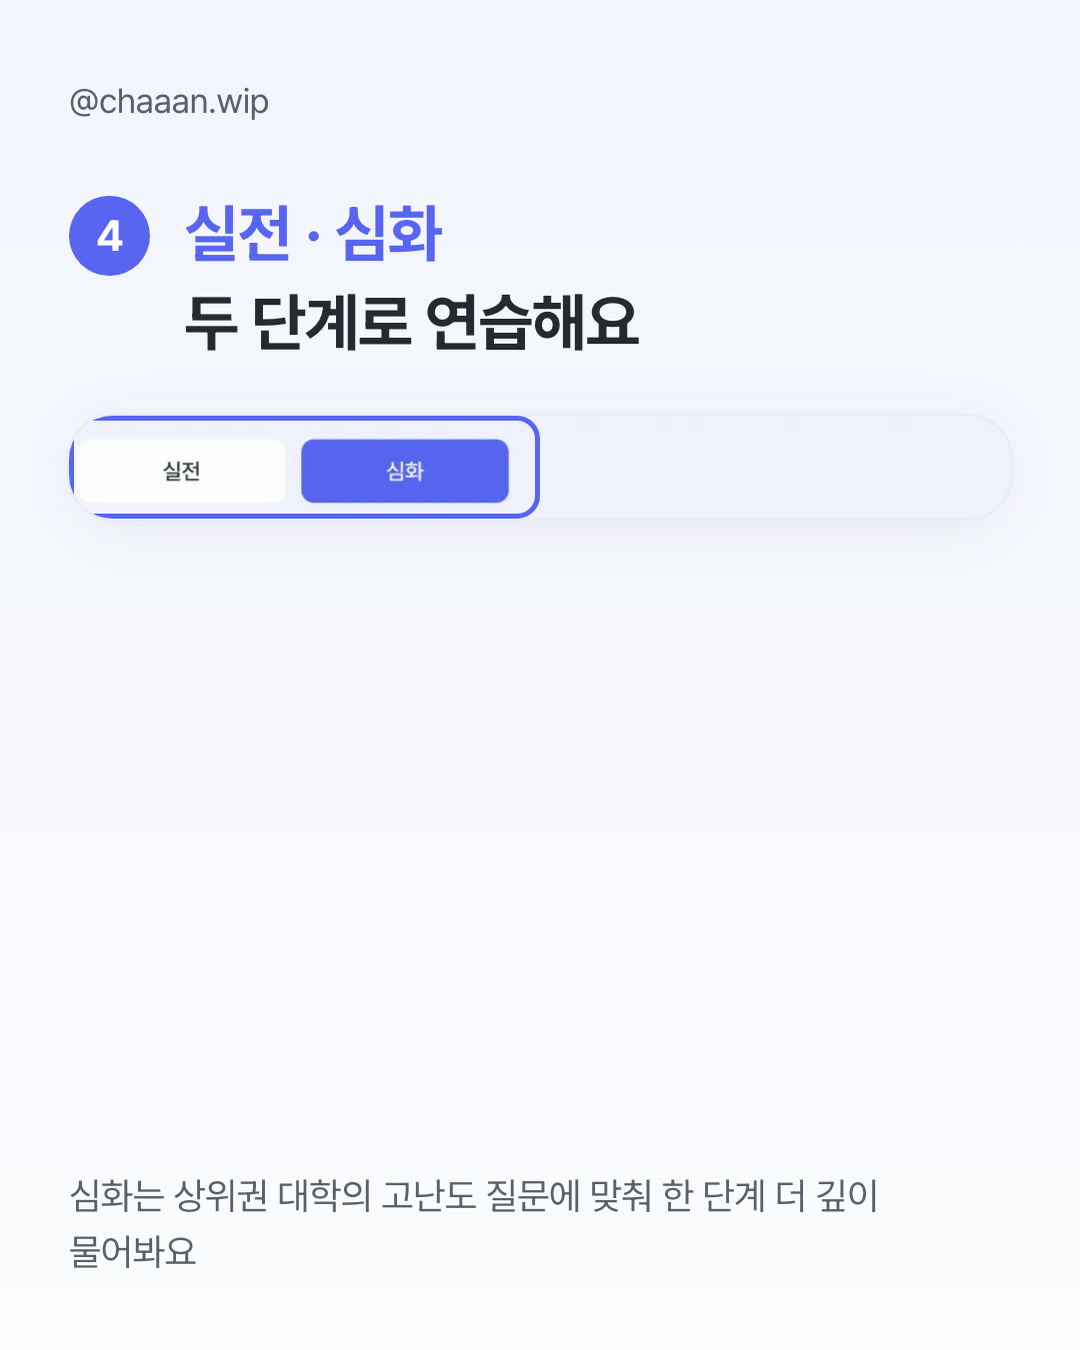 @chaaan.wip
4 실전 · 심화
두 단계로 연습해요
실전 심화
심화는 상위권 대학의 고난도 질문에 맞춰 한 단계 더 깊이
물어봐요